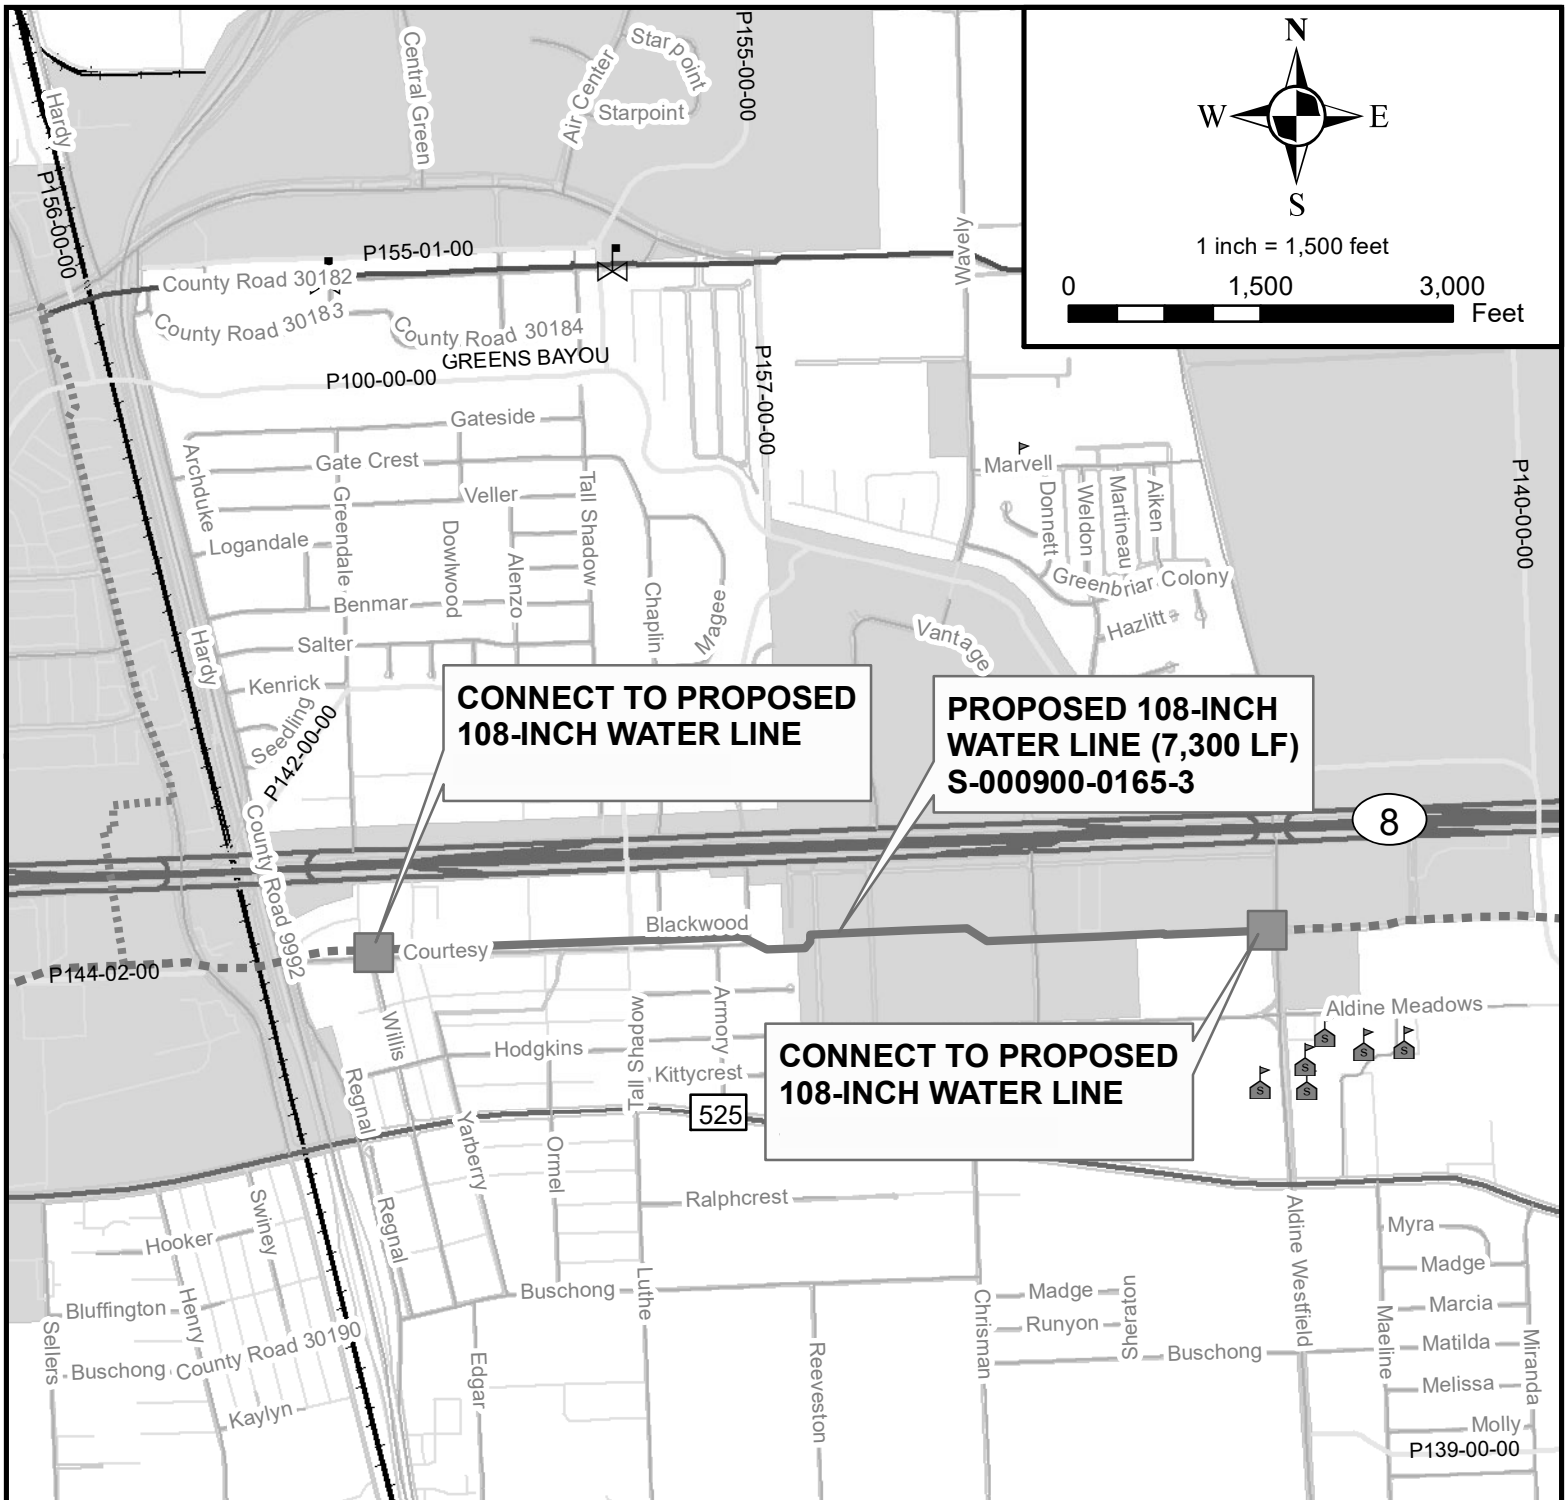 N
W
E
S
1 inch = 1,500 feet
0
1,500
3,000
Feet
Hardy
P156-00-00
Central Green
Air Center
Starpoint
Starpoint
P155-00-00
P155-01-00
County Road 30182
County Road 30183
County Road 30184
GREENS BAYOU
P100-00-00
P157-00-00
Wavely
P140-00-00
Gateside
Archduke
Gate Crest
Greendale
Veller
Tall Shadow
Logandale
Dowlwood
Alenzo
Benmar
Chaplin
Magee
Salter
Hardy
Kenrick
Seedling
P142-00-00
Marvell
Donnett
Weldon
Martineau
Aiken
Greenbriar Colony
Hazlitt
Vantage
CONNECT TO PROPOSED
108-INCH WATER LINE
PROPOSED 108-INCH
WATER LINE (7,300 LF)
S-000900-0165-3
8
County Road 9992
P144-02-00
Courtesy
Blackwood
Willis
Tall Shadow
Armory
Hodgkins
Kittycrest
Regnal
Yarberry
525
CONNECT TO PROPOSED
108-INCH WATER LINE
Aldine Meadows
S
S
S
S
S
S
Ormel
Ralphcrest
Swiney
Regnal
Hooker
Bluffington
Henry
Sellers
Buschong
County Road 30190
Kaylyn
Buschong
Luthe
Edgar
Reeveston
Chrisman
Madge
Runyon
Sheraton
Buschong
Aldine Westfield
Myra
Madge
Marcia
Maeline
Matilda
Miranda
Melissa
Molly
P139-00-00